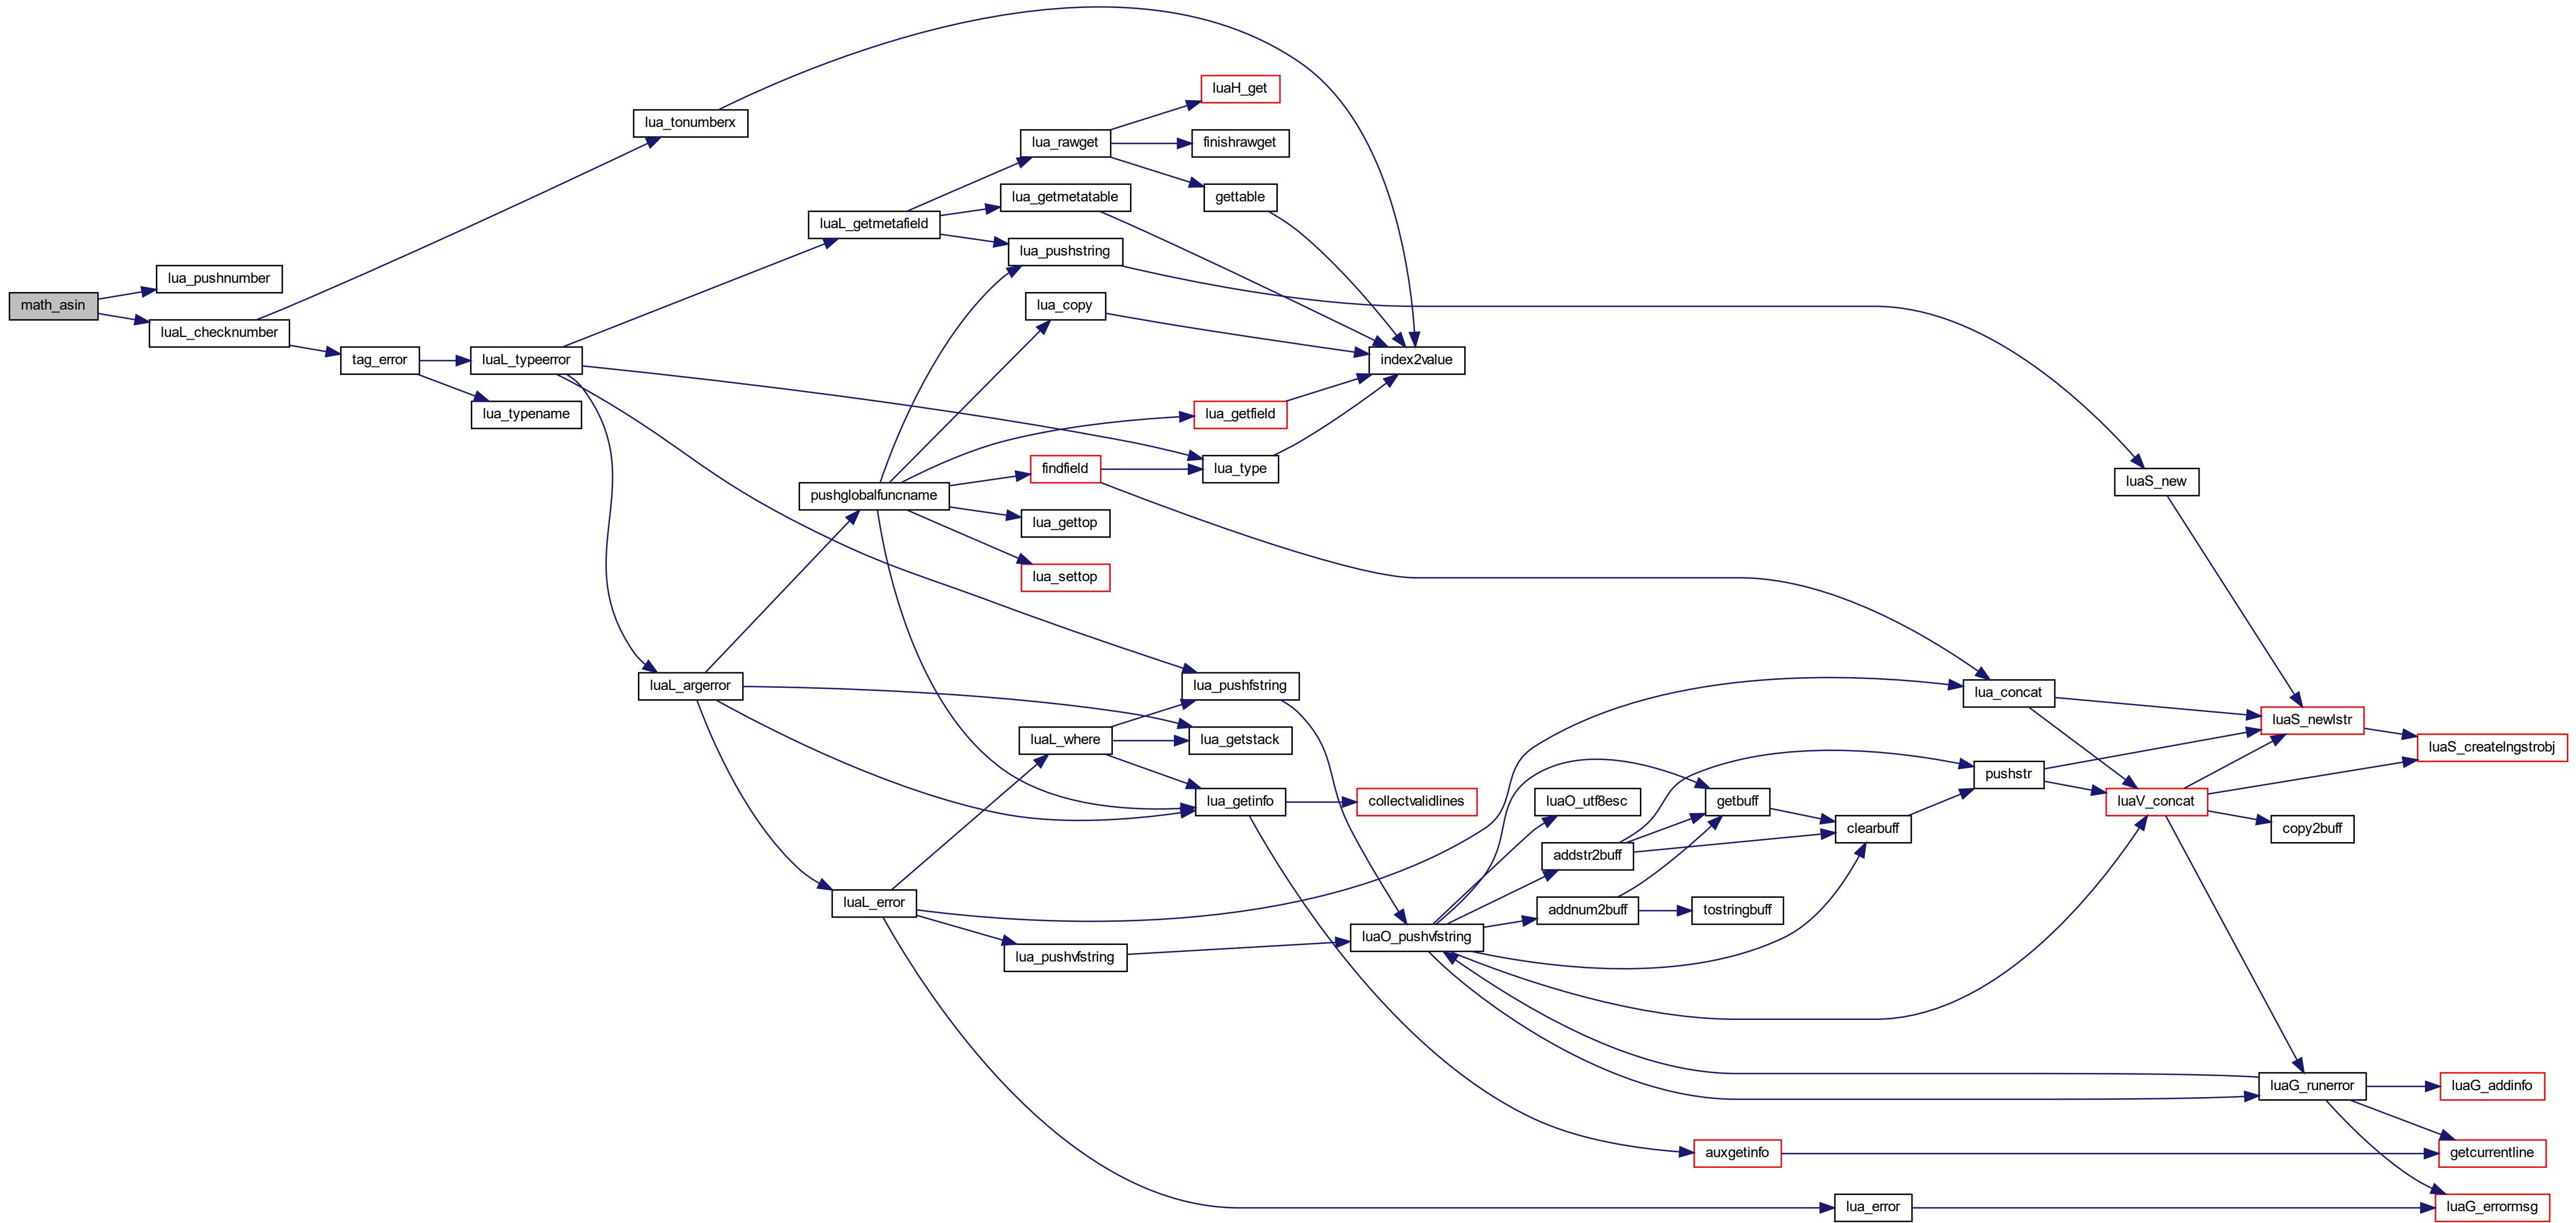 math_asin
lua_pushnumber
luaL_checknumber
lua_tonumberx
tag_error
luaL_typeerror
lua_typename
luaL_getmetafield
lua_rawget
luaH_get
finishrawget
gettable
lua_getmetatable
lua_pushstring
lua_copy
index2value
lua_getfield
findfield
lua_type
pushglobalfuncname
lua_gettop
lua_settop
luaL_argerror
lua_pushfstring
luaL_where
lua_getstack
lua_getinfo
collectvalidlines
luaL_error
lua_pushvfstring
luaO_pushvfstring
luaO_utf8esc
addstr2buff
addnum2buff
getbuff
tostringbuff
clearbuff
pushstr
lua_concat
luaS_new
luaS_newlstr
luaS_createlngstrobj
luaV_concat
copy2buff
luaG_runerror
luaG_addinfo
auxgetinfo
getcurrentline
lua_error
luaG_errormsg